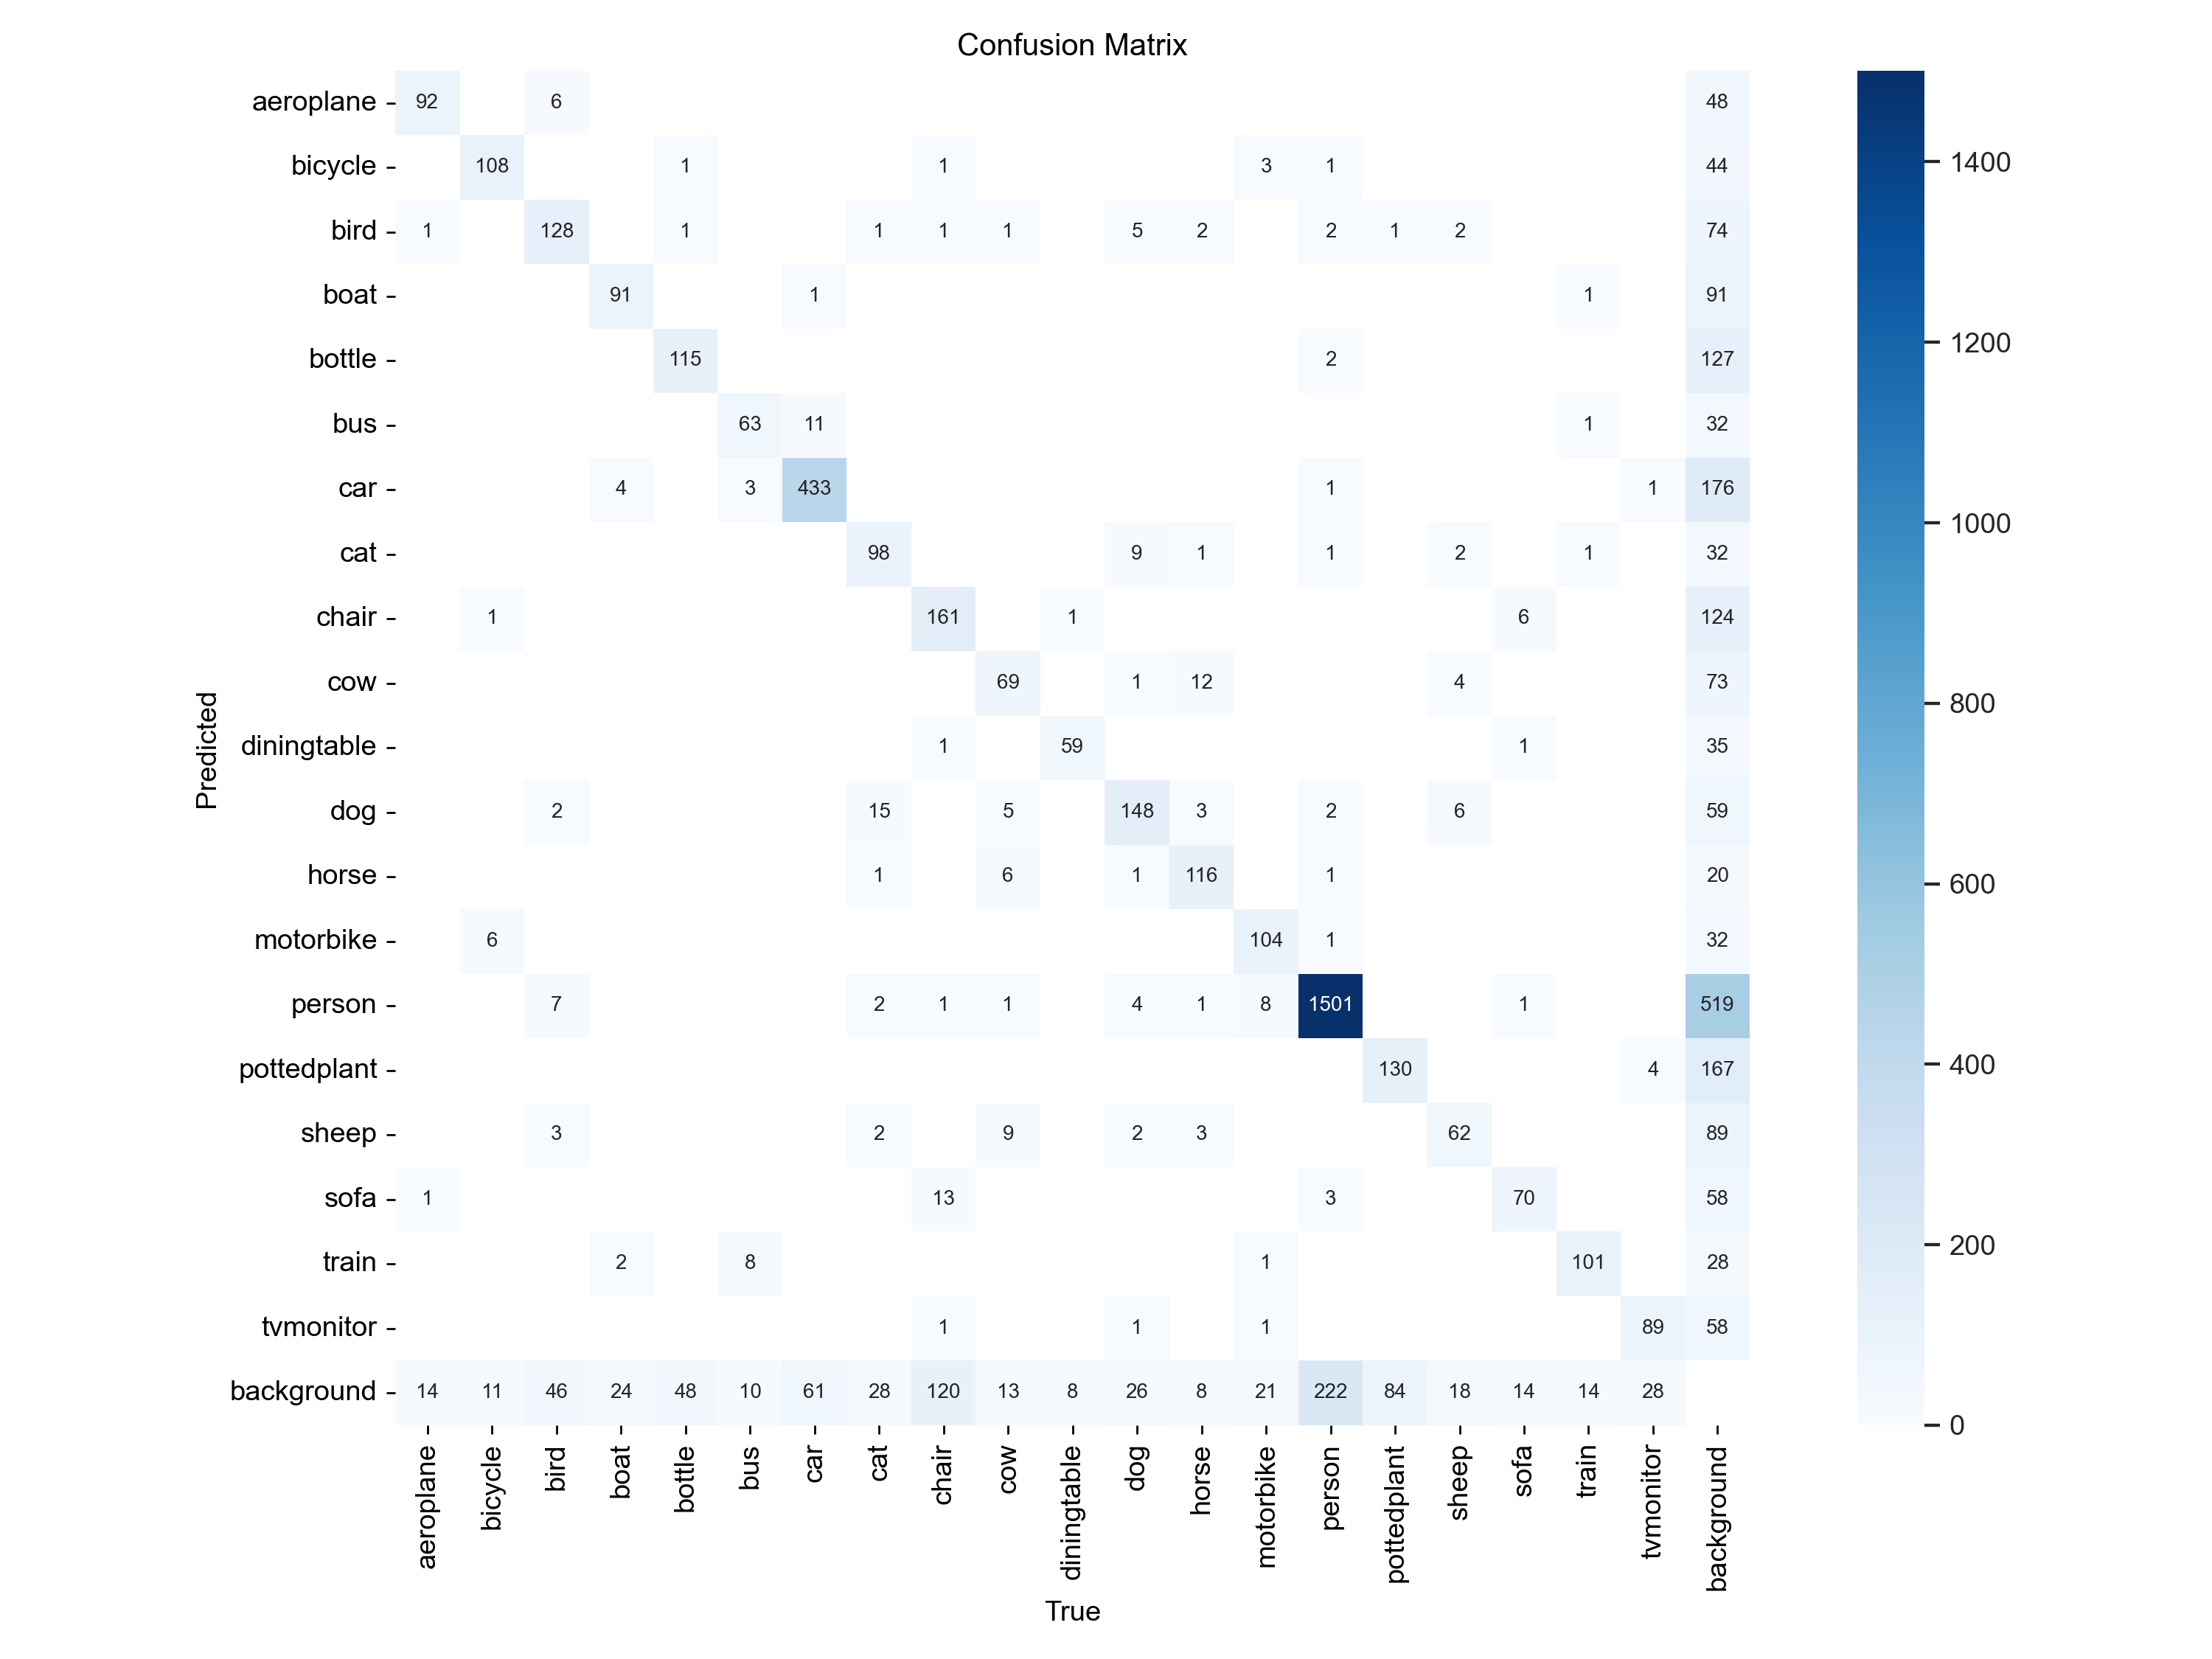 Confusion Matrix
aeroplane 92 6 48
bicycle 108 1 1 3 1 44
bird 1 128 1 1 1 1 5 2 2 1 2 74
boat 91 1 1 91
bottle 115 2 127
bus 63 11 1 32
car 4 3 433 1 1 176
cat 98 9 1 1 2 1 32
chair 1 161 1 6 124
cow 69 1 12 4 73
diningtable 1 59 1 35
dog 2 15 5 148 3 2 6 59
horse 1 6 1 116 1 20
motorbike 6 104 1 32
person 7 2 1 1 4 1 8 1501 1 519
pottedplant 130 4 167
sheep 3 2 9 2 3 62 89
sofa 1 13 3 70 58
train 2 8 1 101 28
tvmonitor 1 1 1 89 58
background 14 11 46 24 48 10 61 28 120 13 8 26 8 21 222 84 18 14 14 28
Predicted
aeroplane bicycle bird boat bottle bus car cat chair cow diningtable dog horse motorbike person pottedplant sheep sofa train tvmonitor background
True
1400
1200
1000
800
600
400
200
0